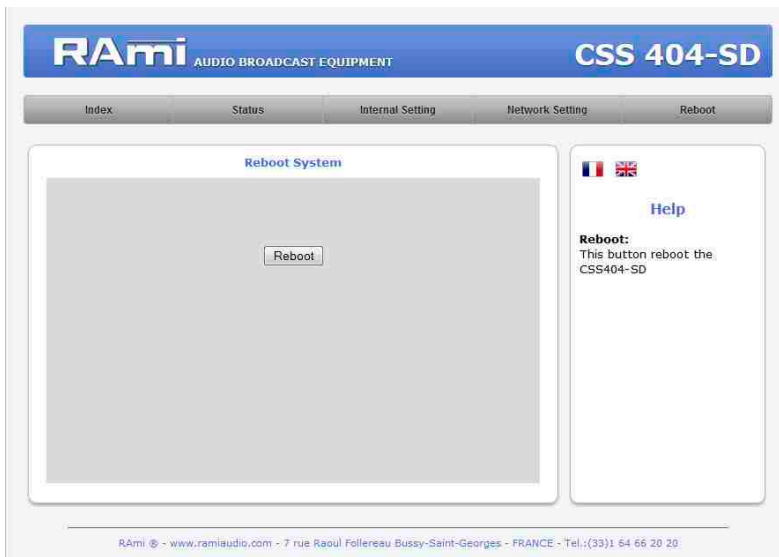 RAmi AUDIO BROADCAST EQUIPMENT
CSS 404-SD
Index Status Internal Setting Network Setting Reboot
Reboot System
Reboot
Help
Reboot:
This button reboot the
CSS404-SD
RAmi ® - www.ramiaudio.com - 7 rue Raoul Follereau Bussy-Saint-Georges - FRANCE - Tel.:(33)1 64 66 20 20